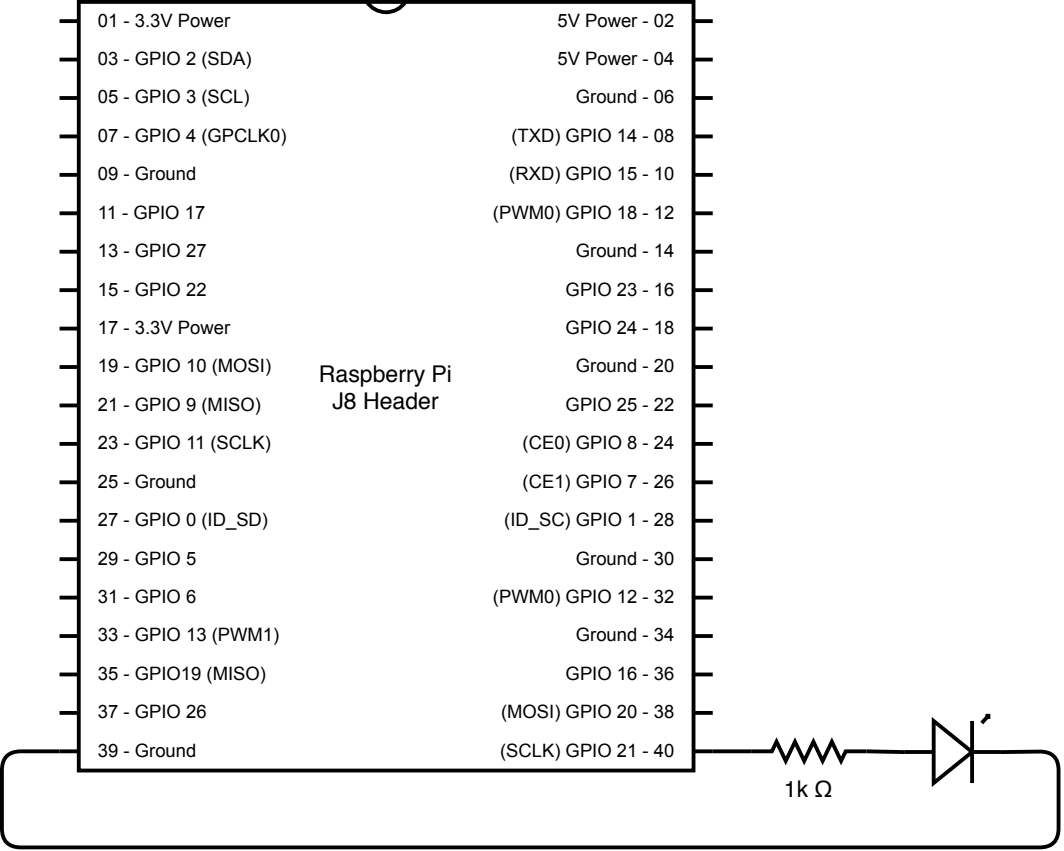 01 - 3.3V Power
5V Power - 02
03 - GPIO 2 (SDA)
5V Power - 04
05 - GPIO 3 (SCL)
Ground - 06
07 - GPIO 4 (GPCLK0)
(TXD) GPIO 14 - 08
09 - Ground
(RXD) GPIO 15 - 10
11 - GPIO 17
(PWM0) GPIO 18 - 12
13 - GPIO 27
Ground - 14
15 - GPIO 22
GPIO 23 - 16
17 - 3.3V Power
GPIO 24 - 18
19 - GPIO 10 (MOSI)
Ground - 20
Raspberry Pi
J8 Header
21 - GPIO 9 (MISO)
GPIO 25 - 22
23 - GPIO 11 (SCLK)
(CE0) GPIO 8 - 24
25 - Ground
(CE1) GPIO 7 - 26
27 - GPIO 0 (ID_SD)
(ID_SC) GPIO 1 - 28
29 - GPIO 5
Ground - 30
31 - GPIO 6
(PWM0) GPIO 12 - 32
33 - GPIO 13 (PWM1)
Ground - 34
35 - GPIO19 (MISO)
GPIO 16 - 36
37 - GPIO 26
(MOSI) GPIO 20 - 38
39 - Ground
(SCLK) GPIO 21 - 40
1k Ω